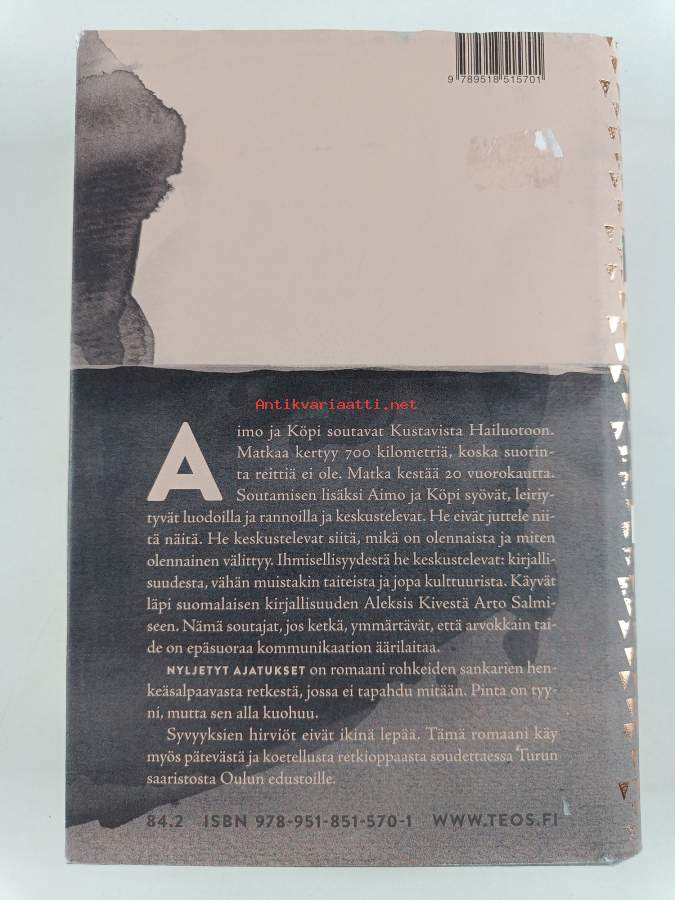 9 789518 515701
Antikvariaatti.net
Aimo ja Köpi soutavat Kustavista Hailuotoon.
Matkaa kertyy 700 kilometriä, koska suorin-
ta reittiä ei ole. Matka kestää 20 vuorokautta.
Soutamisen lisäksi Aimo ja Köpi syövät, leiriy-
tyvät luodoilla ja rannoilla ja keskustelevat. He eivät juttele nii-
tä näitä. He keskustelevat siitä, mikä on olennaista ja miten
olennainen välittyy. Ihmisellisyydestä he keskustelevat: kirjalli-
suudesta, vähän muistakin taiteista ja jopa kulttuurista. Käyvät
läpi suomalaisen kirjallisuuden Aleksis Kivestä Arto Salmi-
seen. Nämä soutajat, jos ketkä, ymmärtävät, että arvokkain tai-
de on epäsuoraa kommunikaation äärilaitaa.
NYLJETYT AJATUKSET on romaani rohkeiden sankarien hen-
keäsalpaavasta retkestä, jossa ei tapahdu mitään. Pinta on tyy-
ni, mutta sen alla kuohuu.
Syvyyksien hirviöt eivät ikinä lepää. Tämä romaani käy
myös pätevästä ja koetellusta retkioppaasta soudettaessa Turun
saaristosta Oulun edustoille.
84.2 ISBN 978-951-851-570-1 WWW.TEOS.FI